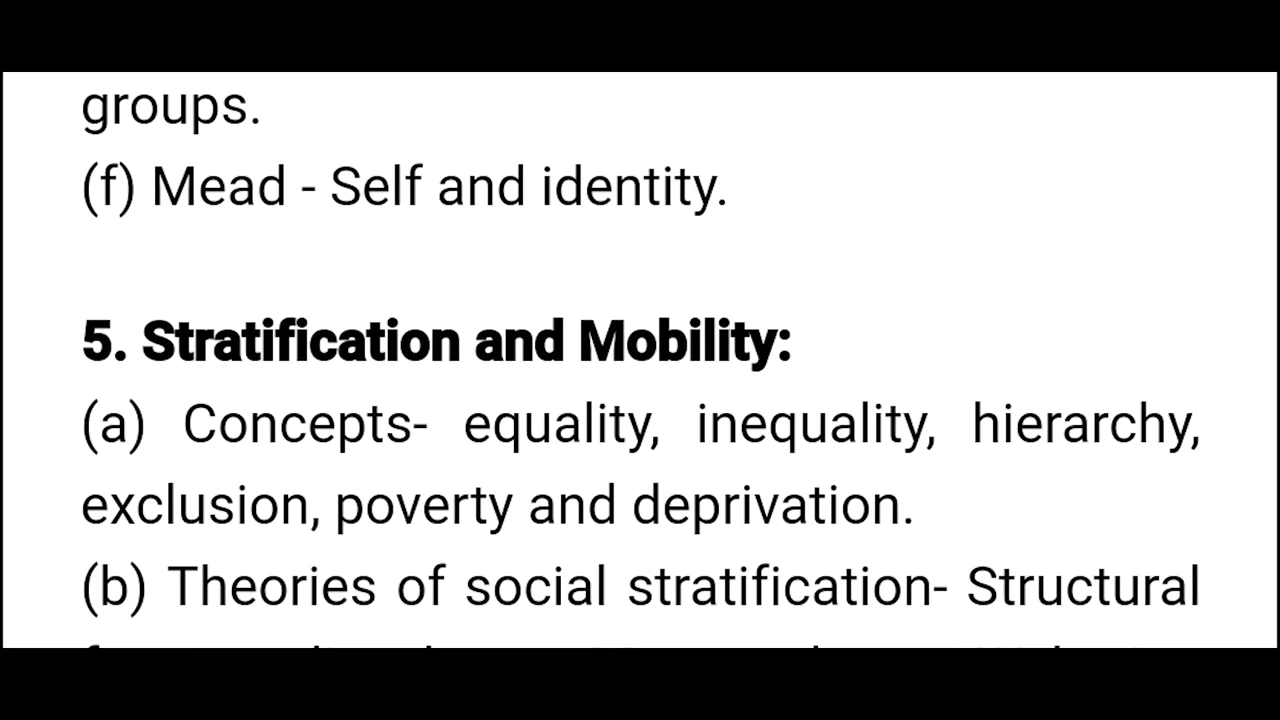 groups.
(f) Mead - Self and identity.
5. Stratification and Mobility:
(a) Concepts- equality, inequality, hierarchy,
exclusion, poverty and deprivation.
(b) Theories of social stratification- Structural